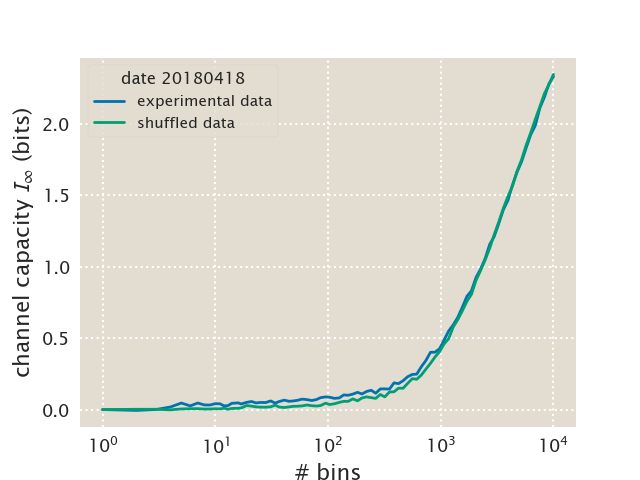 date 20180418
experimental data
shuffled data
channel capacity I∞ (bits)
2.0
1.5
1.0
0.5
0.0
10⁰ 10¹ 10² 10³ 10⁴
# bins